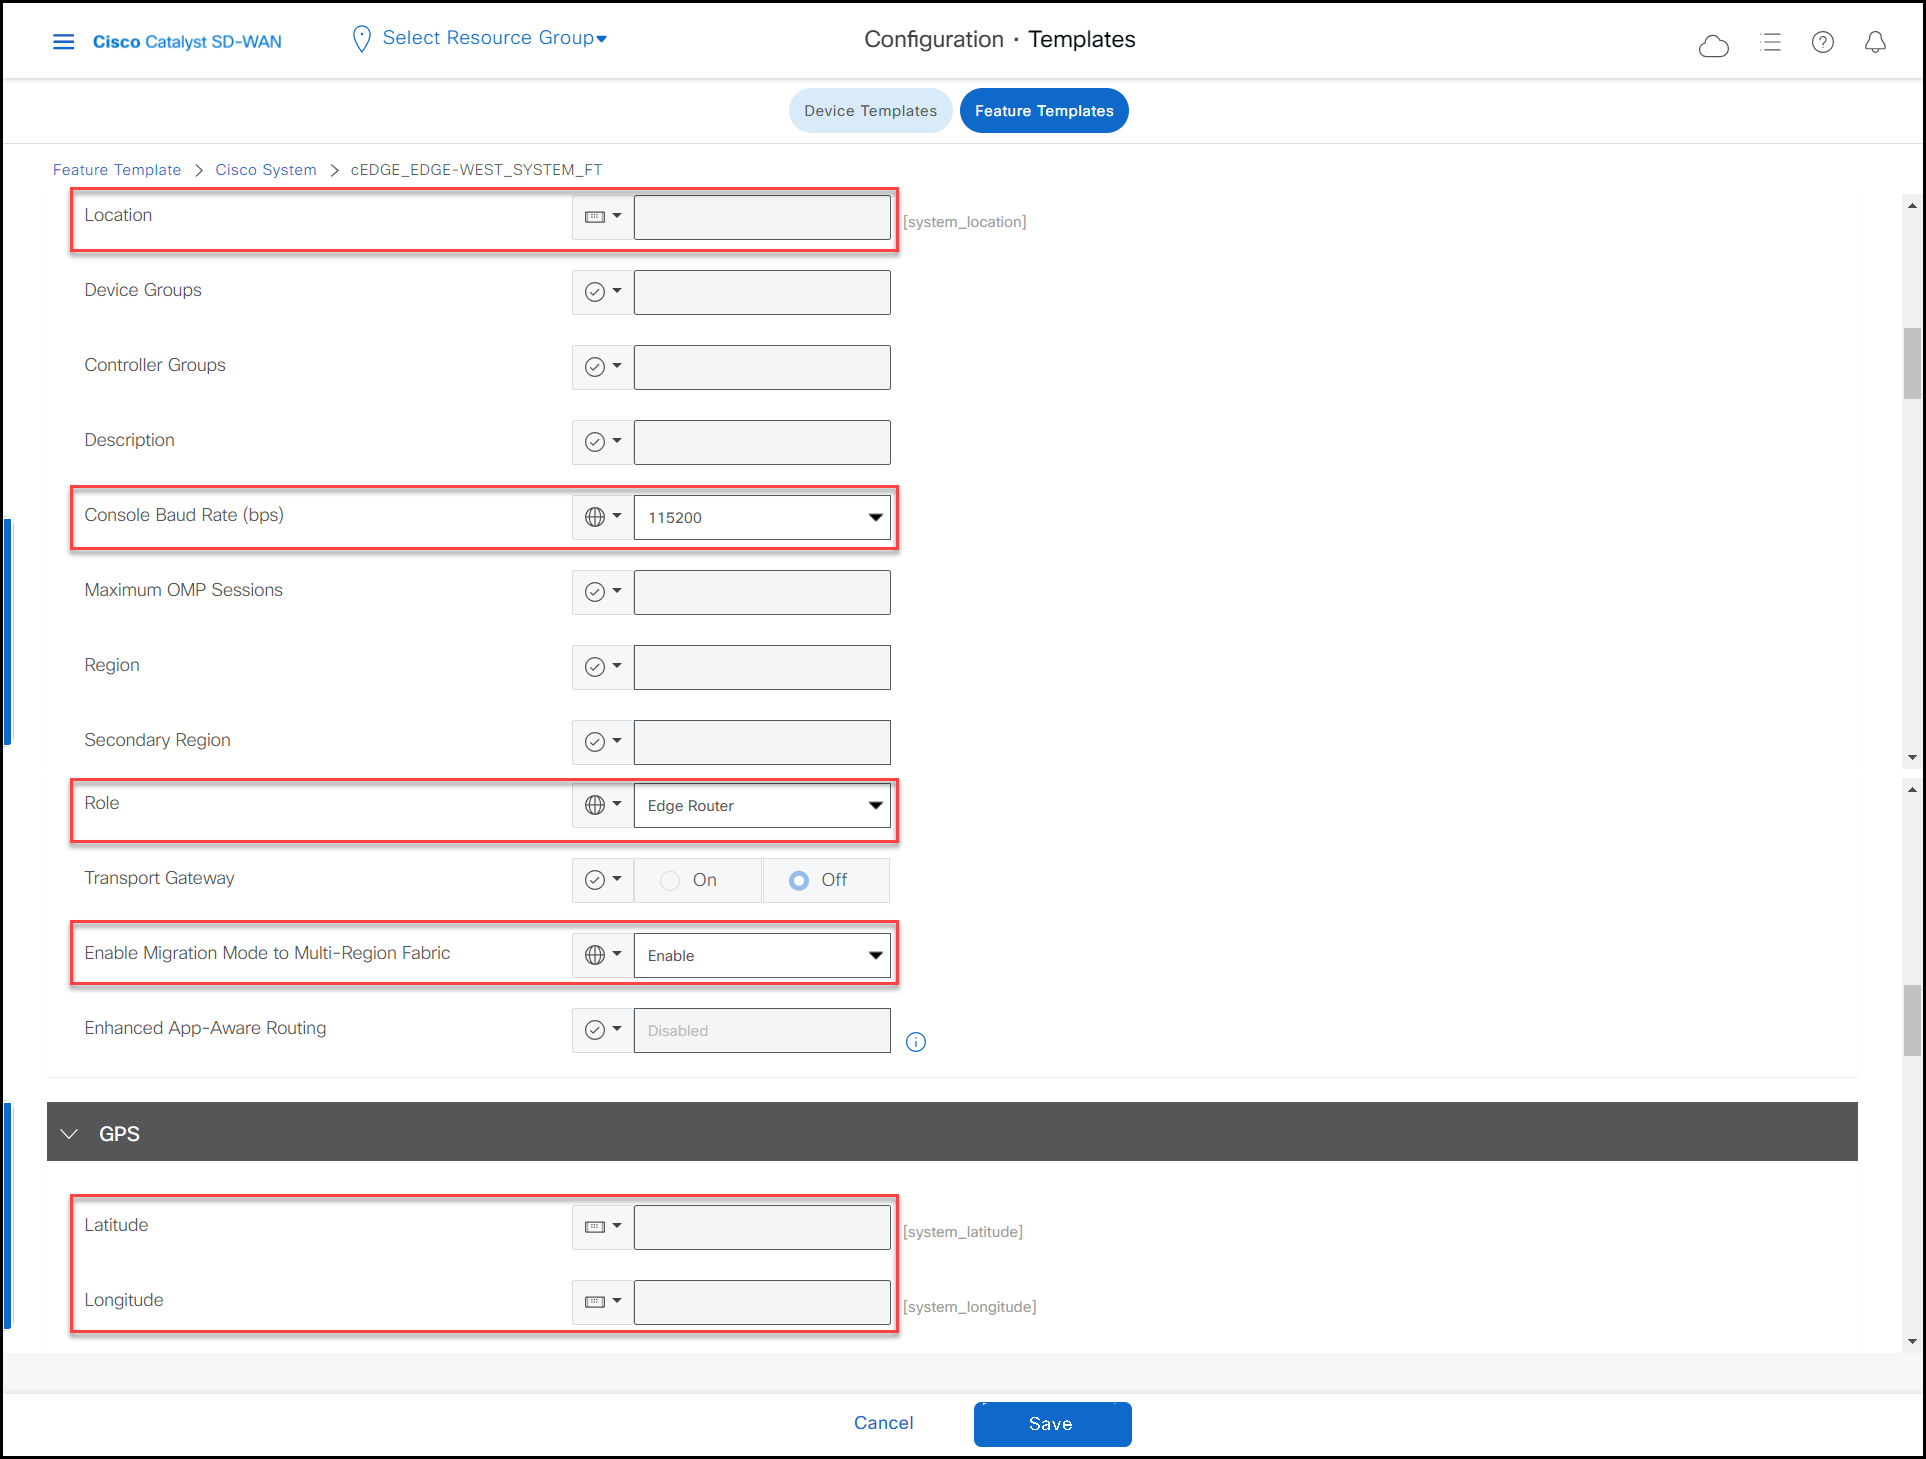 Cisco Catalyst SD-WAN
Select Resource Group
Configuration · Templates
Device Templates
Feature Templates
Feature Template > Cisco System > cEDGE_EDGE-WEST_SYSTEM_FT
Location
[system_location]
Device Groups
Controller Groups
Description
Console Baud Rate (bps)
115200
Maximum OMP Sessions
Region
Secondary Region
Role
Edge Router
Transport Gateway
On
Off
Enable Migration Mode to Multi-Region Fabric
Enable
Enhanced App-Aware Routing
Disabled
GPS
Latitude
[system_latitude]
Longitude
[system_longitude]
Cancel
Save